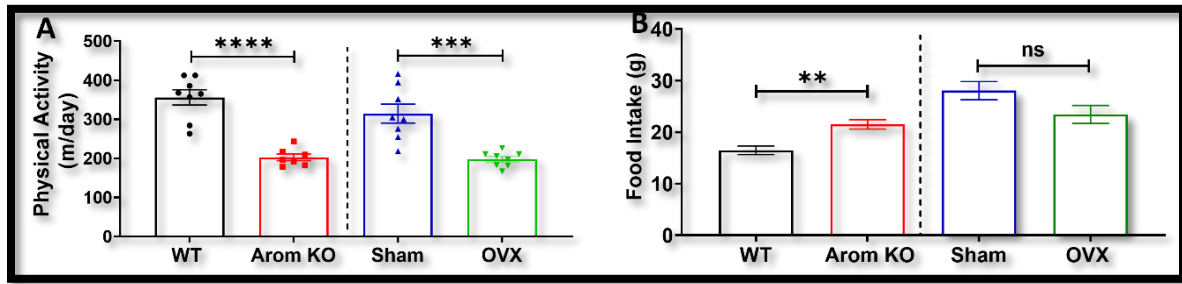 A
Physical Activity
(m/day)
500
400
300
200
100
0
****
***
WT
Arom KO
Sham
OVX
B
Food Intake (g)
40
30
20
10
0
**
ns
WT
Arom KO
Sham
OVX